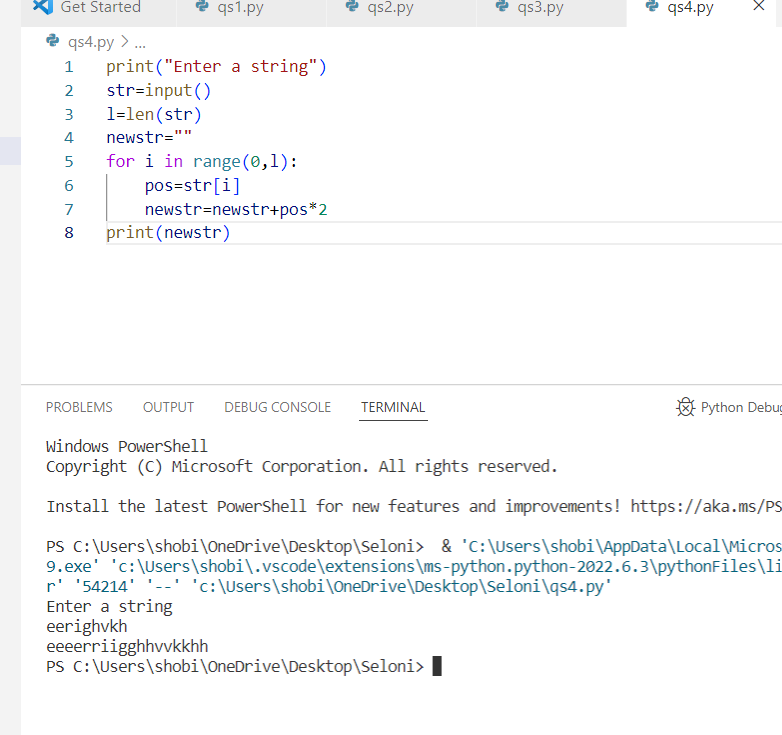 Get Started qs1.py qs2.py qs3.py qs4.py
qs4.py > ...
1 print("Enter a string")
2 str=input()
3 l=len(str)
4 newstr=""
5 for i in range(0,l):
6     pos=str[i]
7     newstr=newstr+pos*2
8 print(newstr)
PROBLEMS OUTPUT DEBUG CONSOLE TERMINAL Python Debug
Windows PowerShell
Copyright (C) Microsoft Corporation. All rights reserved.
Install the latest PowerShell for new features and improvements! https://aka.ms/PS
PS C:\Users\shobi\OneDrive\Desktop\Seloni>  & 'C:\Users\shobi\AppData\Local\Micros
9.exe' 'c:\Users\shobi\.vscode\extensions\ms-python.python-2022.6.3\pythonFiles\li
r' '54214' '--' 'c:\Users\shobi\OneDrive\Desktop\Seloni\qs4.py'
Enter a string
eerighvkh
eeeerriigghhvvkkhh
PS C:\Users\shobi\OneDrive\Desktop\Seloni>